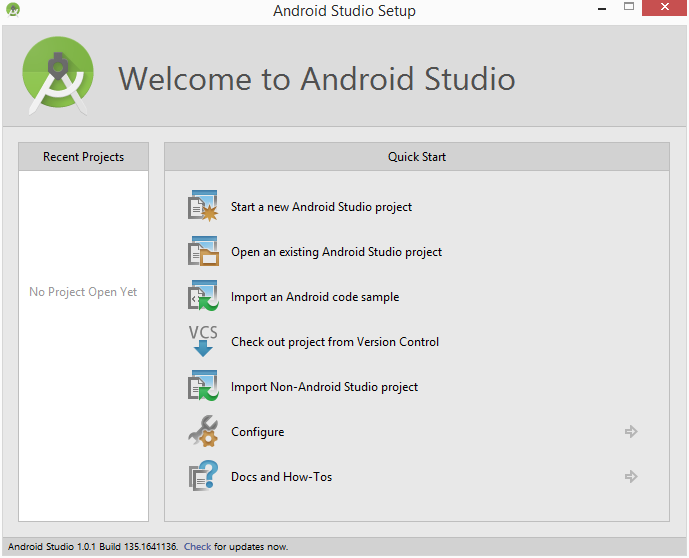 Android Studio Setup
Welcome to Android Studio
Recent Projects
No Project Open Yet
Quick Start
Start a new Android Studio project
Open an existing Android Studio project
Import an Android code sample
VCS
Check out project from Version Control
Import Non-Android Studio project
Configure
Docs and How-Tos
Android Studio 1.0.1 Build 135.1641136. Check for updates now.